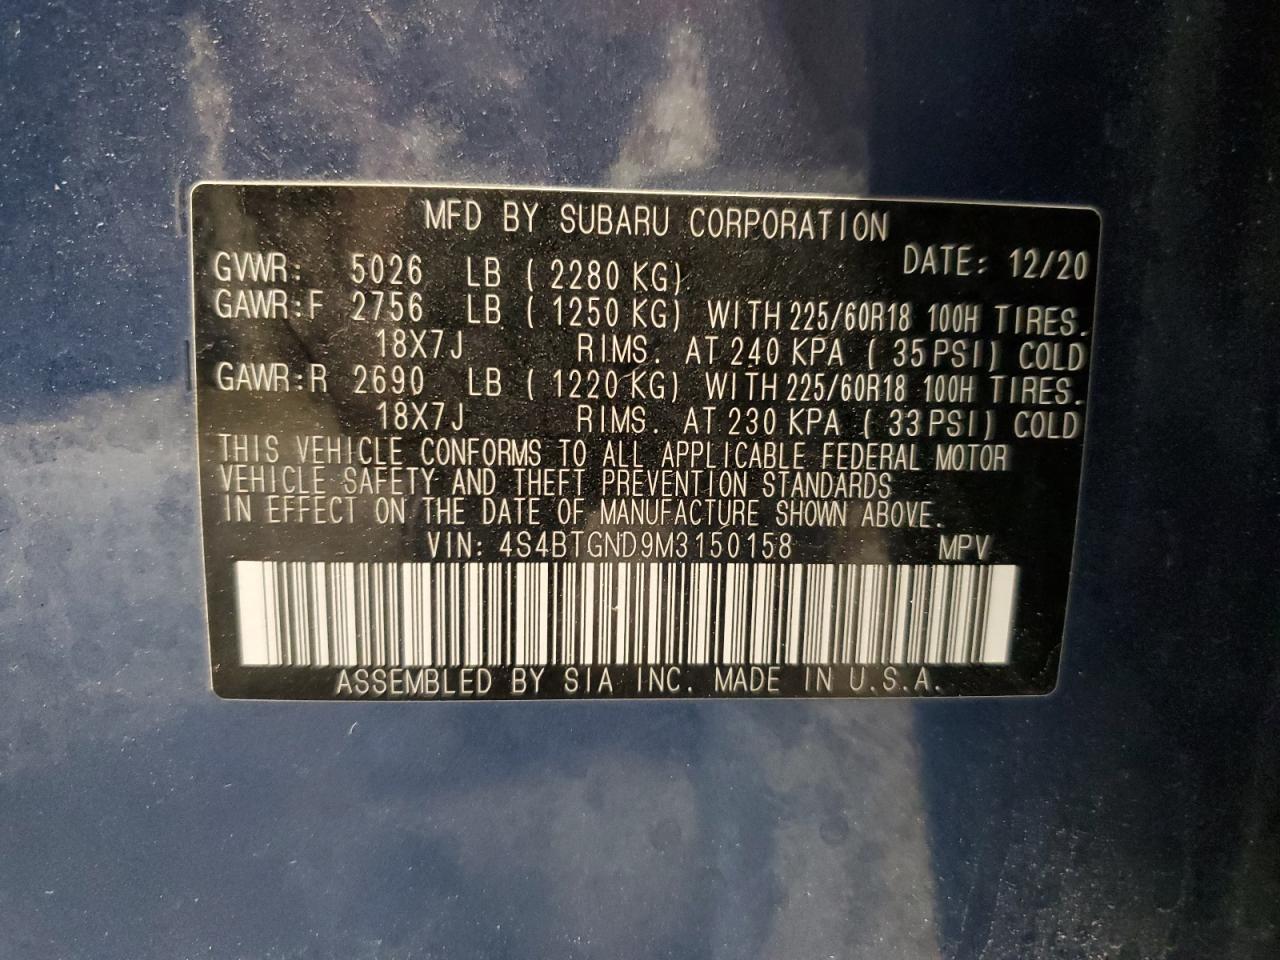 MFD BY SUBARU CORPORATION
GVWR: 5026 LB ( 2280 KG) DATE: 12/20
GAWR:F 2756 LB ( 1250 KG) WITH 225/60R18 100H TIRES.
18X7J RIMS. AT 240 KPA ( 35 PSI) COLD
GAWR:R 2690 LB ( 1220 KG) WITH 225/60R18 100H TIRES.
18X7J RIMS. AT 230 KPA ( 33 PSI) COLD
THIS VEHICLE CONFORMS TO ALL APPLICABLE FEDERAL MOTOR
VEHICLE SAFETY AND THEFT PREVENTION STANDARDS
IN EFFECT ON THE DATE OF MANUFACTURE SHOWN ABOVE.
VIN: 4S4BTGND9M3150158 MPV
ASSEMBLED BY SIA INC. MADE IN U.S.A.